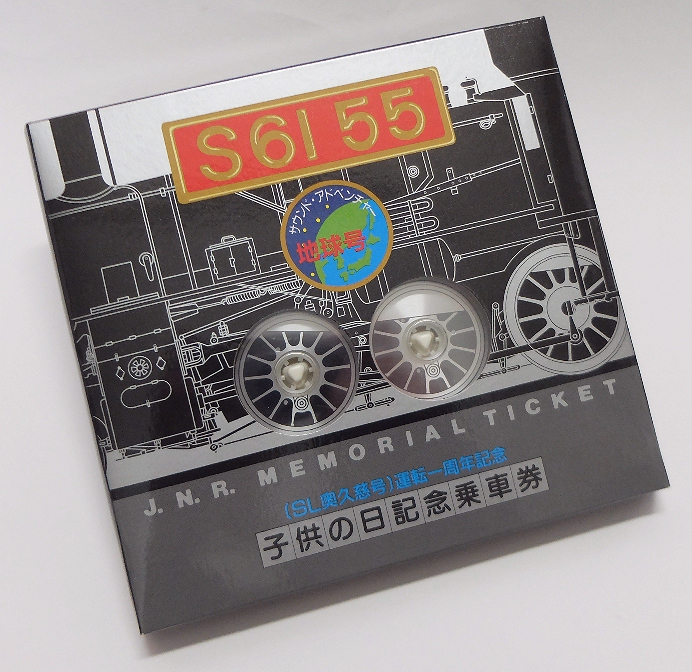 S6155
サウンド・アドベンチャー
地球号
J.N.R. MEMORIAL TICKET
(SL奥久慈号)運転一周年記念
子供の日記念乗車券